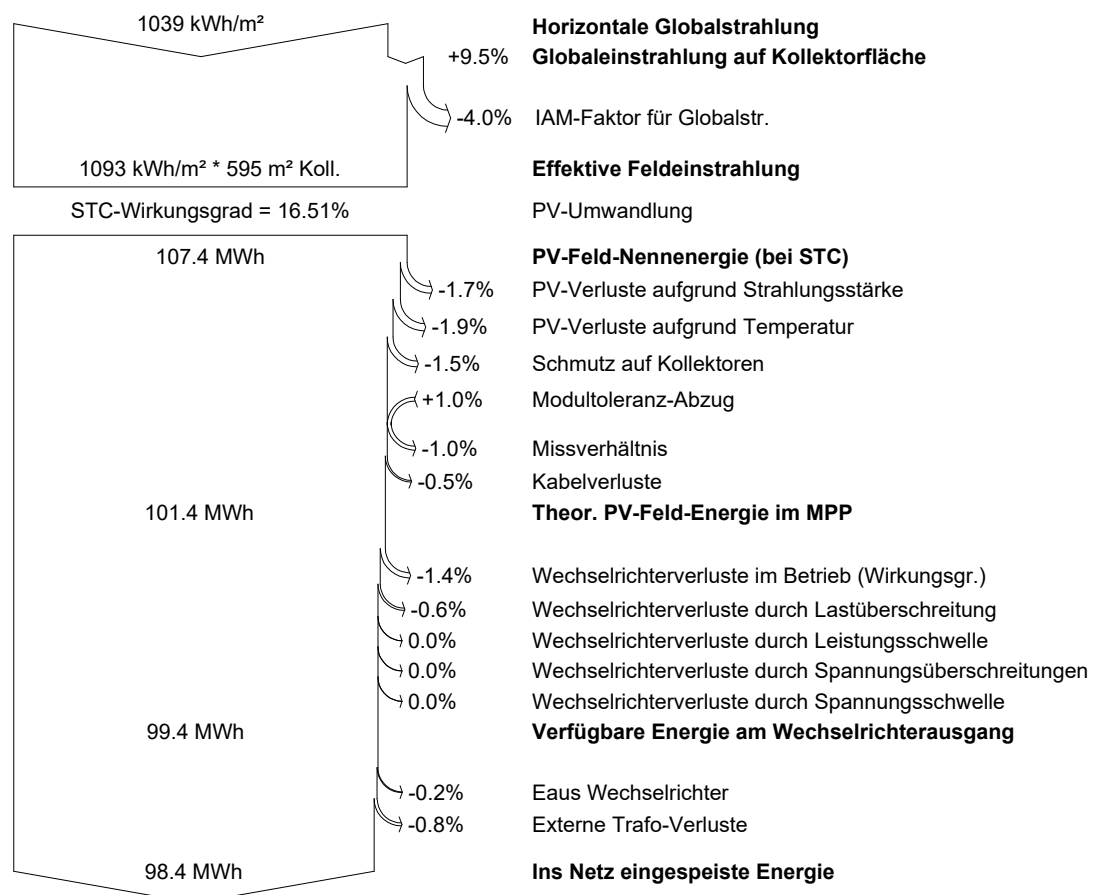 1039 kWh/m² Horizontale Globalstrahlung
+9.5% Globaleinstrahlung auf Kollektorfläche
-4.0% IAM-Faktor für Globalstr.
1093 kWh/m² * 595 m² Koll. Effektive Feldeinstrahlung
STC-Wirkungsgrad = 16.51% PV-Umwandlung
107.4 MWh PV-Feld-Nennenergie (bei STC)
-1.7% PV-Verluste aufgrund Strahlungsstärke
-1.9% PV-Verluste aufgrund Temperatur
-1.5% Schmutz auf Kollektoren
+1.0% Modultoleranz-Abzug
-1.0% Missverhältnis
-0.5% Kabelverluste
101.4 MWh Theor. PV-Feld-Energie im MPP
-1.4% Wechselrichterverluste im Betrieb (Wirkungsgr.)
-0.6% Wechselrichterverluste durch Lastüberschreitung
0.0% Wechselrichterverluste durch Leistungsschwelle
0.0% Wechselrichterverluste durch Spannungsüberschreitungen
0.0% Wechselrichterverluste durch Spannungsschwelle
99.4 MWh Verfügbare Energie am Wechselrichterausgang
-0.2% Eaus Wechselrichter
-0.8% Externe Trafo-Verluste
98.4 MWh Ins Netz eingespeiste Energie